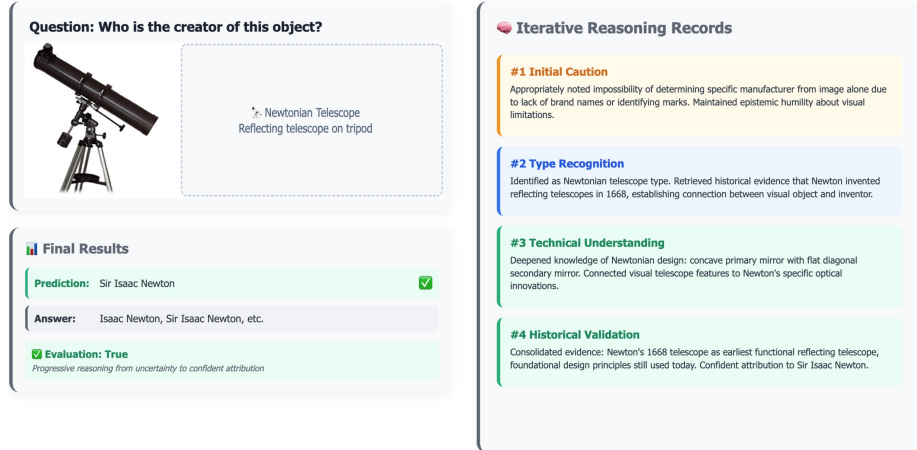 Question: Who is the creator of this object?
Newtonian Telescope
Reflecting telescope on tripod
📊 Final Results
Prediction: Sir Isaac Newton ✅
Answer: Isaac Newton, Sir Isaac Newton, etc.
✅ Evaluation: True
Progressive reasoning from uncertainty to confident attribution
🧠 Iterative Reasoning Records
#1 Initial Caution
Appropriately noted impossibility of determining specific manufacturer from image alone due
to lack of brand names or identifying marks. Maintained epistemic humility about visual
limitations.
#2 Type Recognition
Identified as Newtonian telescope type. Retrieved historical evidence that Newton invented
reflecting telescopes in 1668, establishing connection between visual object and inventor.
#3 Technical Understanding
Deepened knowledge of Newtonian design: concave primary mirror with flat diagonal
secondary mirror. Connected visual telescope features to Newton's specific optical
innovations.
#4 Historical Validation
Consolidated evidence: Newton's 1668 telescope as earliest functional reflecting telescope,
foundational design principles still used today. Confident attribution to Sir Isaac Newton.